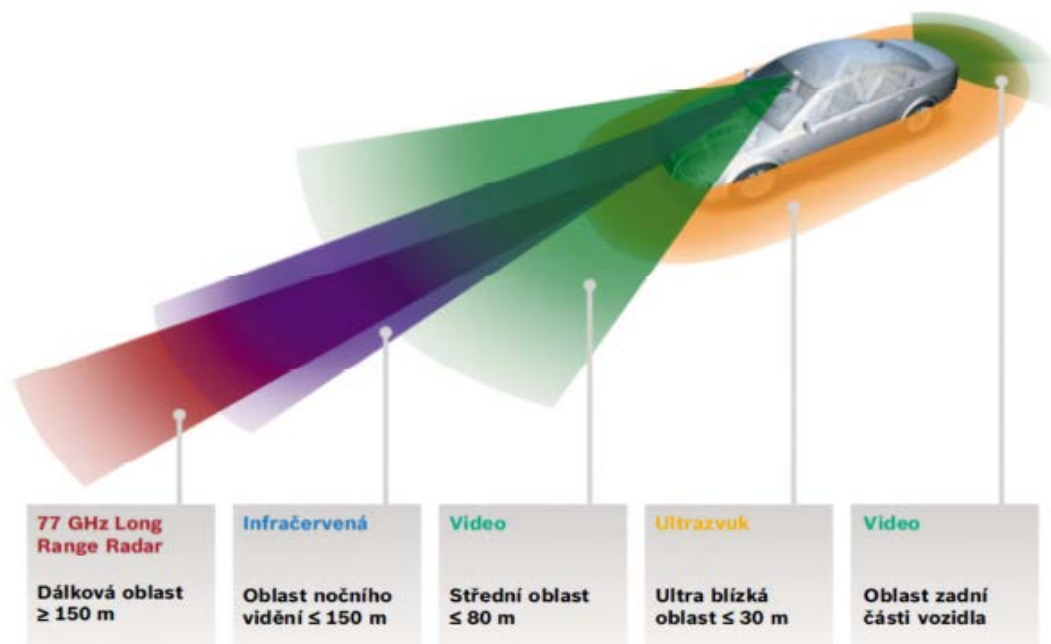 77 GHz Long
Range Radar
Dálková oblast
≥ 150 m
Infračervená
Oblast nočního
vidění ≤ 150 m
Video
Střední oblast
≤ 80 m
Ultrazvuk
Ultra blízká
oblast ≤ 30 m
Video
Oblast zadní
části vozidla